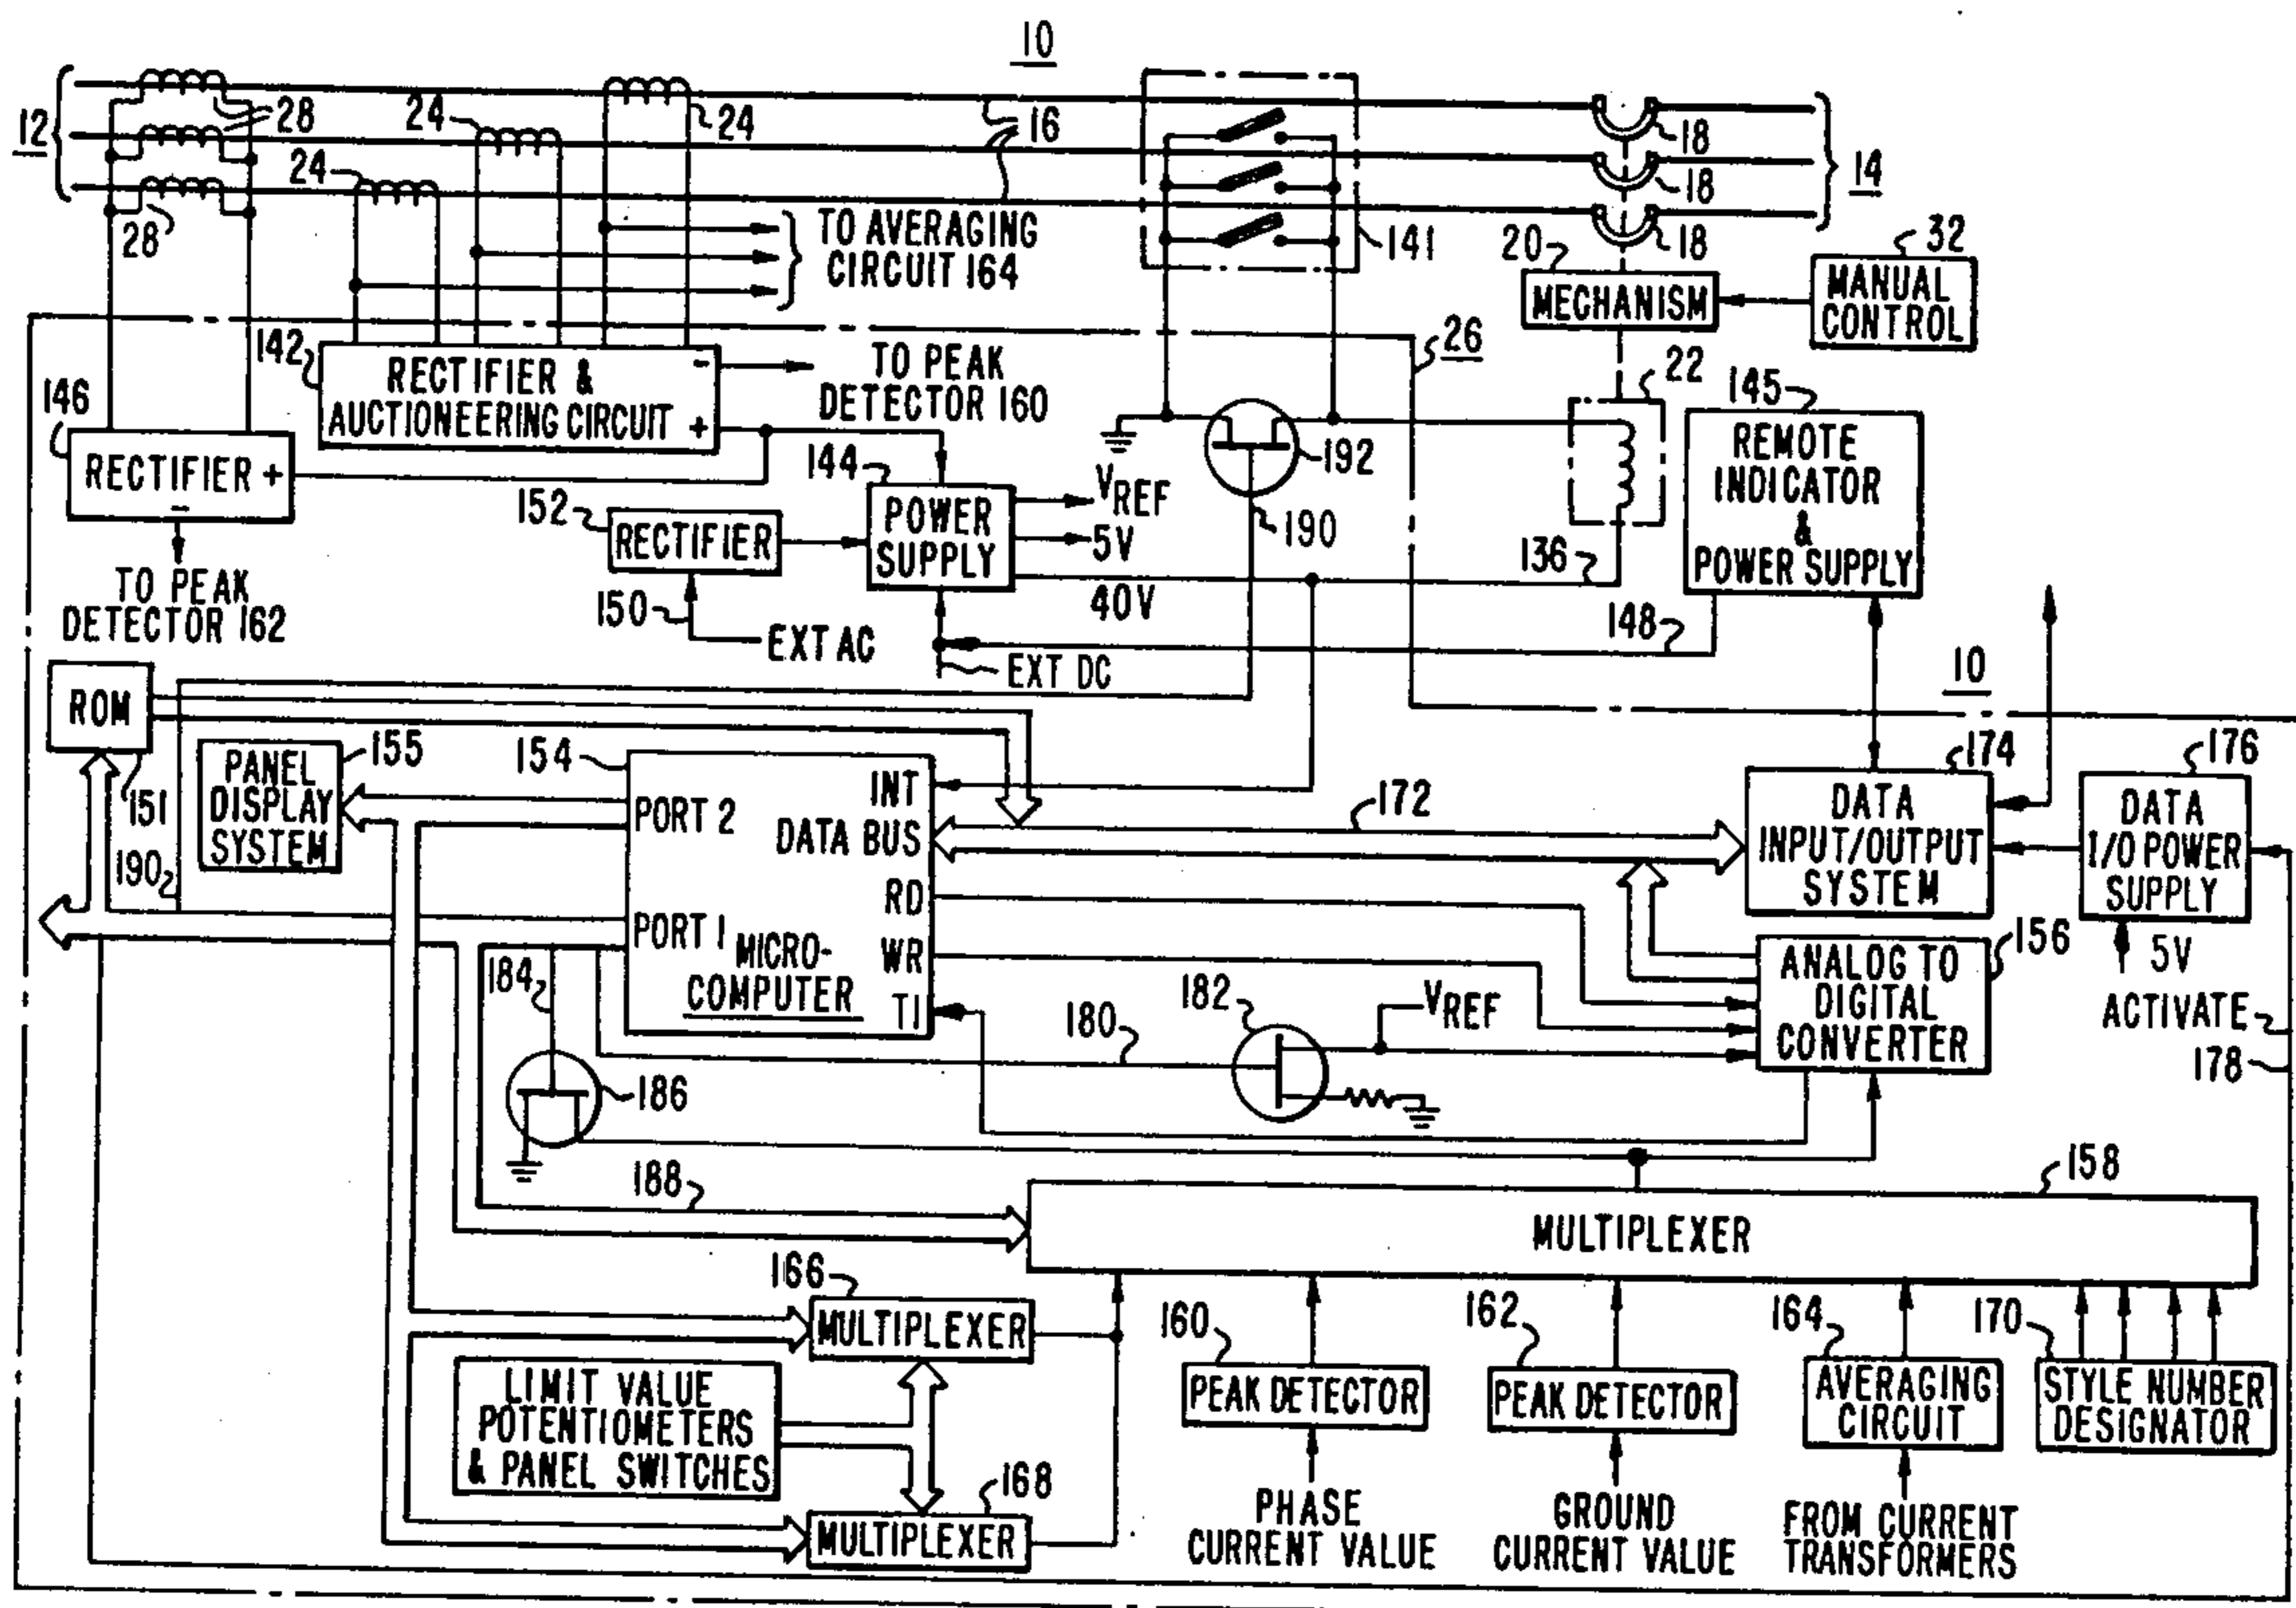 10
12
28
24
24
24
28
16
18
18
18
14
141
TO AVERAGING
CIRCUIT 164
20
MECHANISM
32
MANUAL
CONTROL
142
RECTIFIER &
AUCTIONEERING CIRCUIT
-
+
TO PEAK
DETECTOR 160
26
22
146
RECTIFIER +
-
TO PEAK
DETECTOR 162
144
POWER
SUPPLY
VREF
5V
40V
152
RECTIFIER
150
EXT AC
EXT DC
192
190
136
148
145
REMOTE
INDICATOR
&
POWER SUPPLY
10
ROM
151
155
PANEL
DISPLAY
SYSTEM
190
154
PORT 2
PORT 1
MICRO-
COMPUTER
INT
DATA BUS
RD
WR
T1
172
174
DATA
INPUT/OUTPUT
SYSTEM
176
DATA
I/O POWER
SUPPLY
5V
ACTIVATE
178
156
ANALOG TO
DIGITAL
CONVERTER
184
186
180
182
VREF
188
158
MULTIPLEXER
166
MULTIPLEXER
LIMIT VALUE
POTENTIOMETERS
& PANEL SWITCHES
168
MULTIPLEXER
160
PEAK DETECTOR
PHASE
CURRENT VALUE
162
PEAK DETECTOR
GROUND
CURRENT VALUE
164
AVERAGING
CIRCUIT
FROM CURRENT
TRANSFORMERS
170
STYLE NUMBER
DESIGNATOR